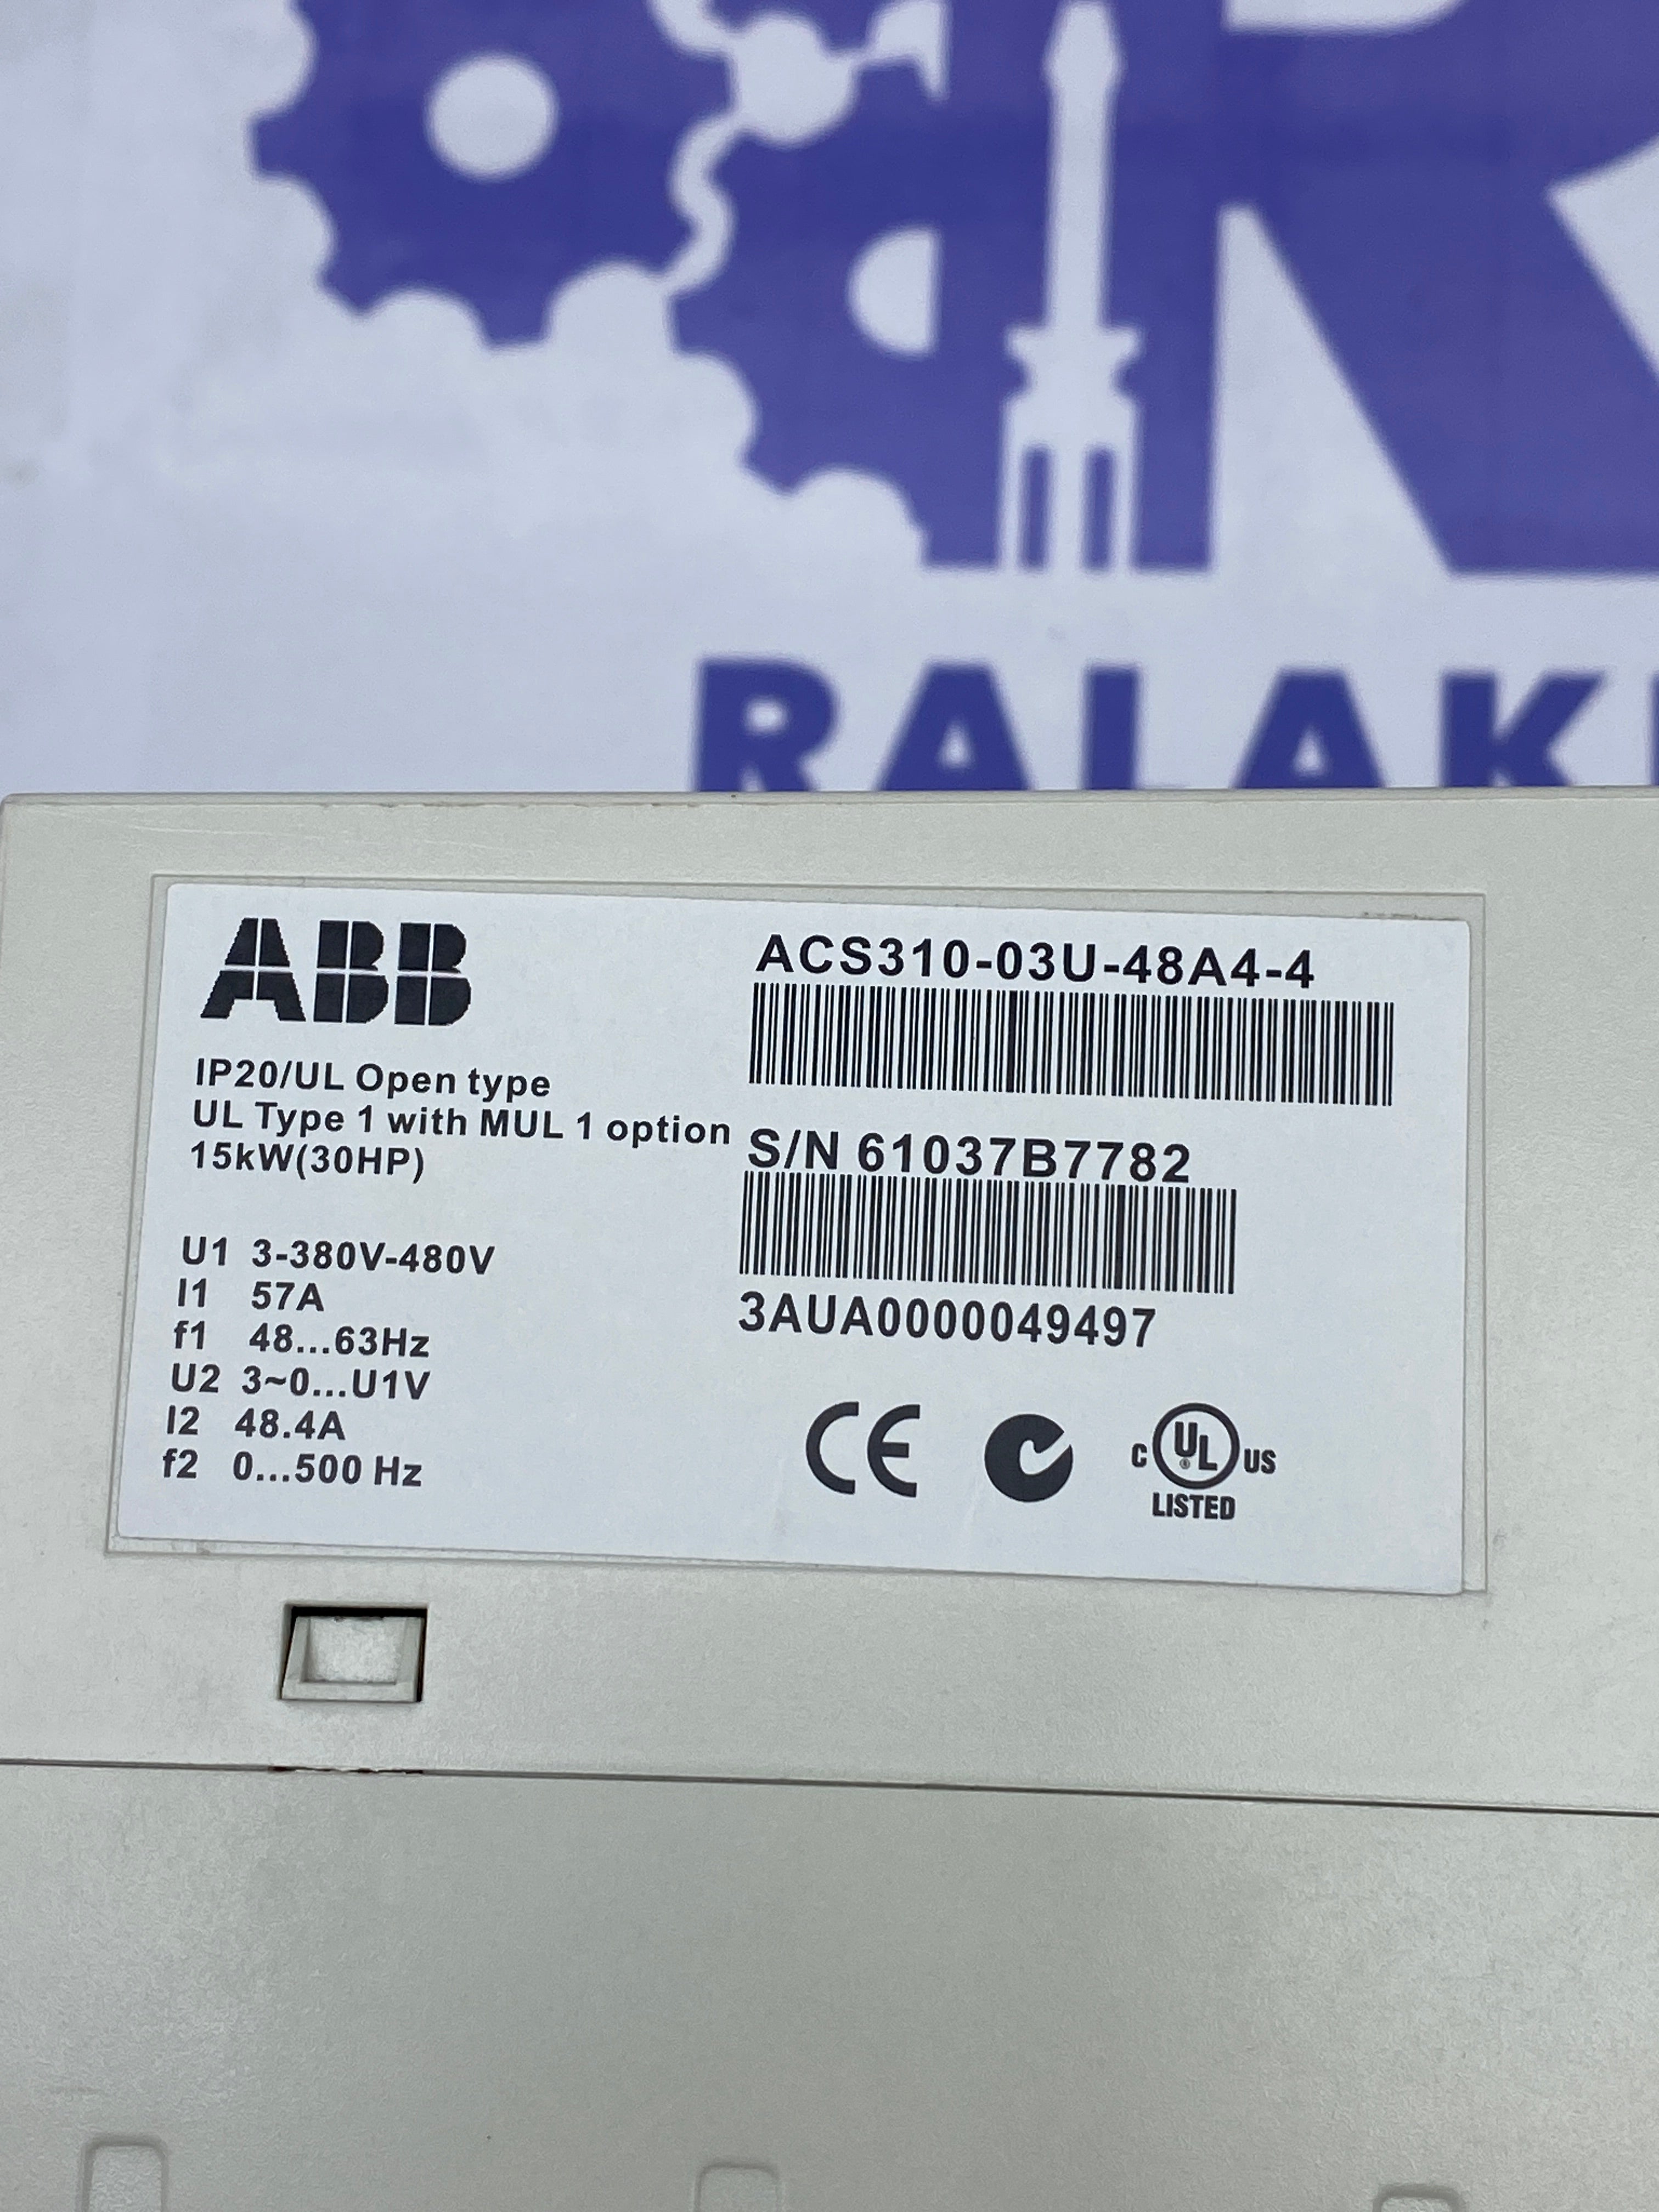 RALAK
ABB
IP20/UL Open type
UL Type 1 with MUL 1 option
15kW(30HP)
U1 3-380V-480V
I1 57A
f1 48...63Hz
U2 3~0...U1V
I2 48.4A
f2 0...500 Hz
ACS310-03U-48A4-4
S/N 61037B7782
3AUA0000049497
CE
C UL US
LISTED